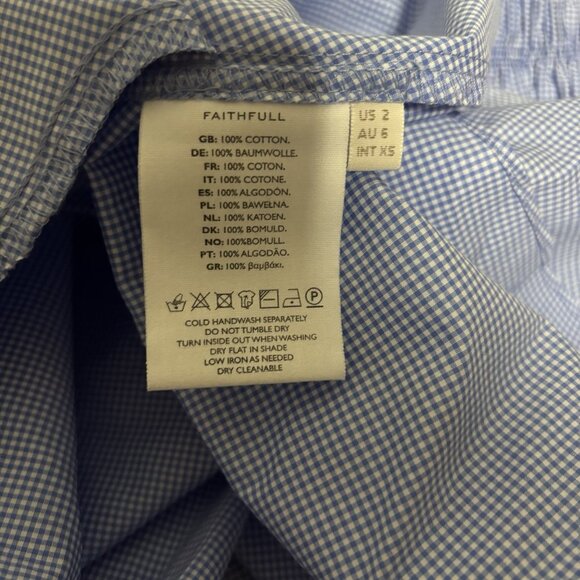 FAITHFULL
GB: 100% COTTON.
DE: 100% BAUMWOLLE.
FR: 100% COTON.
IT: 100% COTONE.
ES: 100% ALGODÓN.
PL: 100% BAWEŁNA.
NL: 100% KATOEN.
DK: 100% BOMULD.
NO: 100%BOMULL.
PT: 100% ALGODÃO.
GR: 100% βαμβάκι.
P
COLD HANDWASH SEPARATELY
DO NOT TUMBLE DRY
TURN INSIDE OUT WHEN WASHING
DRY FLAT IN SHADE
LOW IRON AS NEEDED
DRY CLEANABLE
US 2
AU 6
INT XS